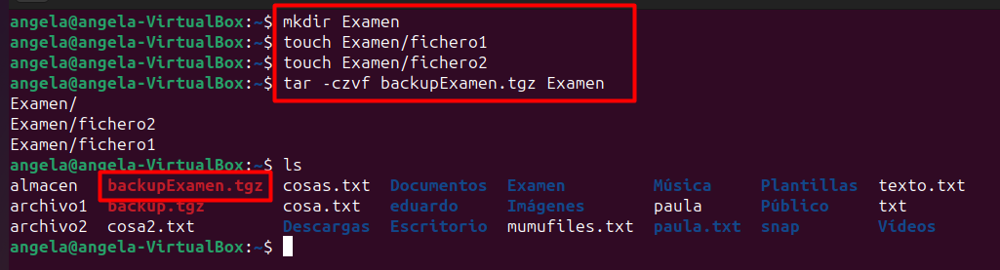 angela@angela-VirtualBox:~$ mkdir Examen
angela@angela-VirtualBox:~$ touch Examen/fichero1
angela@angela-VirtualBox:~$ touch Examen/fichero2
angela@angela-VirtualBox:~$ tar -czvf backupExamen.tgz Examen
Examen/
Examen/fichero2
Examen/fichero1
angela@angela-VirtualBox:~$ ls
almacen backupExamen.tgz cosas.txt Documentos Examen Música Plantillas texto.txt
archivo1 backup.tgz cosa.txt eduardo Imágenes paula Público txt
archivo2 cosa2.txt Descargas Escritorio mumufiles.txt paula.txt snap Vídeos
angela@angela-VirtualBox:~$